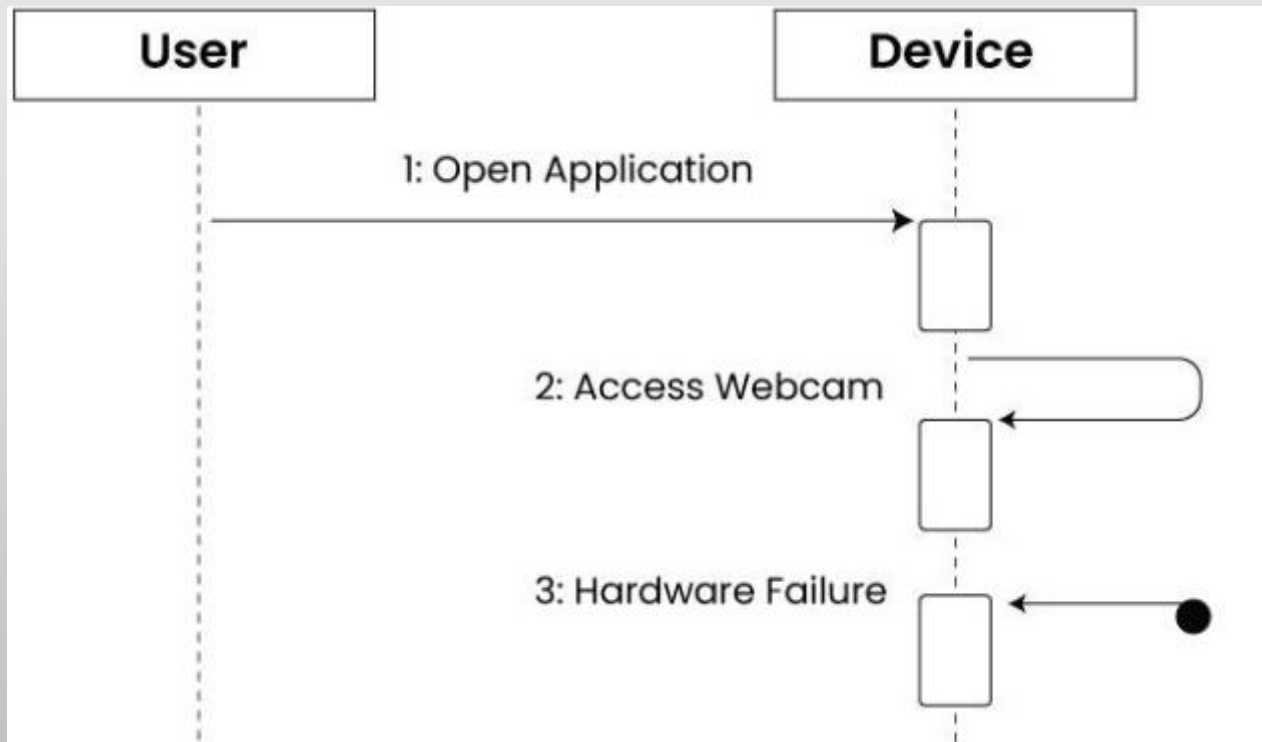 User
Device
1: Open Application
2: Access Webcam
3: Hardware Failure